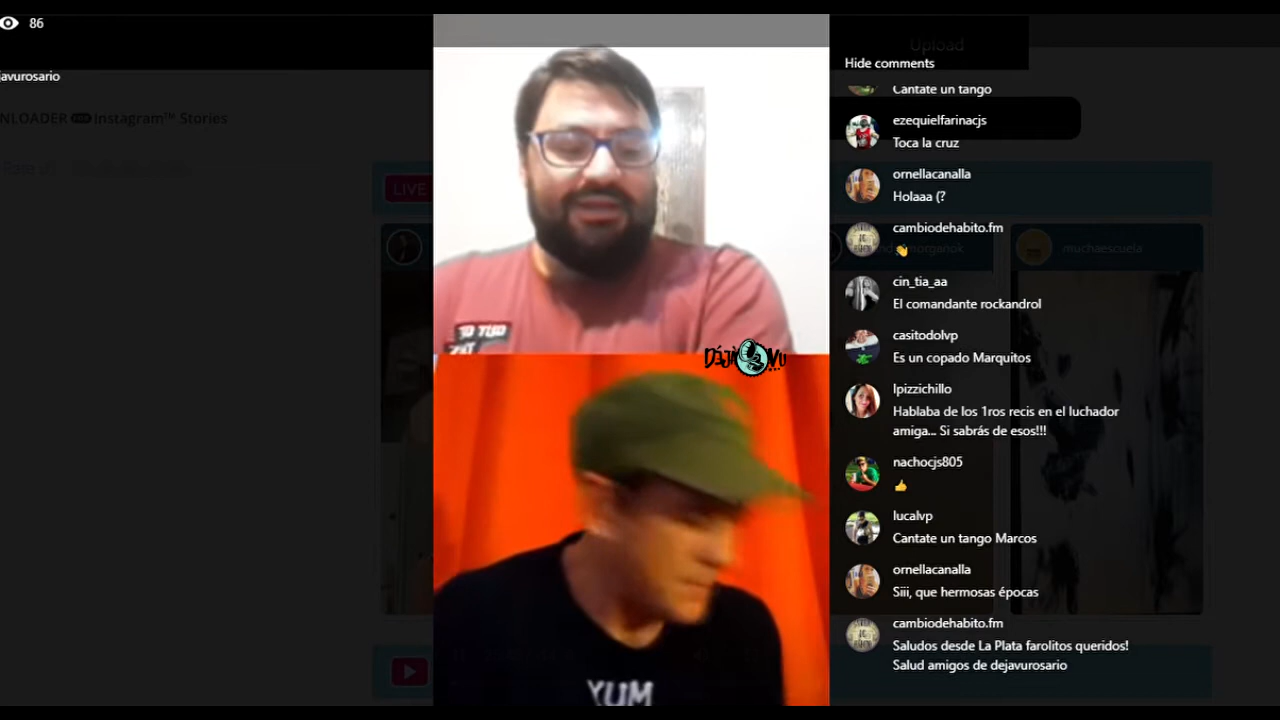 86
javurosario
NLOADER Instagram™ Stories
LIVE
DÉJÀ VU
YUM
Upload
Hide comments
Cantate un tango
ezequielfarinacjs
Toca la cruz
ornellacanalla
Holaaa (?
cambiodehabito.fm
👏
muchaescuela
cin_tia_aa
El comandante rockandrol
casitodolvp
Es un copado Marquitos
lpizzichillo
Hablaba de los 1ros recis en el luchador
amiga... Si sabrás de esos!!!
nachocjs805
👍
lucalvp
Cantate un tango Marcos
ornellacanalla
Siii, que hermosas épocas
cambiodehabito.fm
Saludos desde La Plata farolitos queridos!
Salud amigos de dejavurosario